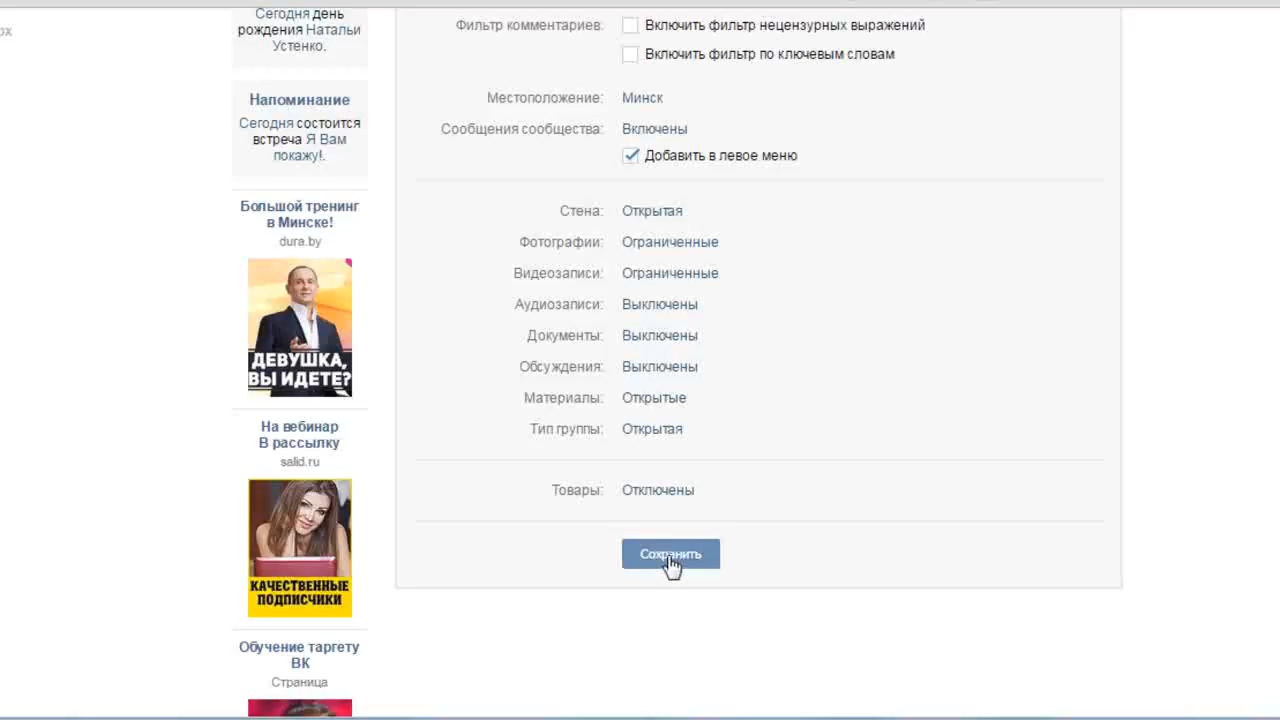 ок
Сегодня день
рождения Натальи
Устенко.
Напоминание
Сегодня состоится
встреча Я Вам
покажу!.
Большой тренинг
в Минске!
dura.by
ДЕВУШКА,
ВЫ ИДЕТЕ?
На вебинар
В рассылку
salid.ru
КАЧЕСТВЕННЫЕ
ПОДПИСЧИКИ
Обучение таргету
ВК
Страница
Фильтр комментариев: Включить фильтр нецензурных выражений
Включить фильтр по ключевым словам
Местоположение: Минск
Сообщения сообщества: Включены
Добавить в левое меню
Стена: Открытая
Фотографии: Ограниченные
Видеозаписи: Ограниченные
Аудиозаписи: Выключены
Документы: Выключены
Обсуждения: Выключены
Материалы: Открытые
Тип группы: Открытая
Товары: Отключены
Сохранить